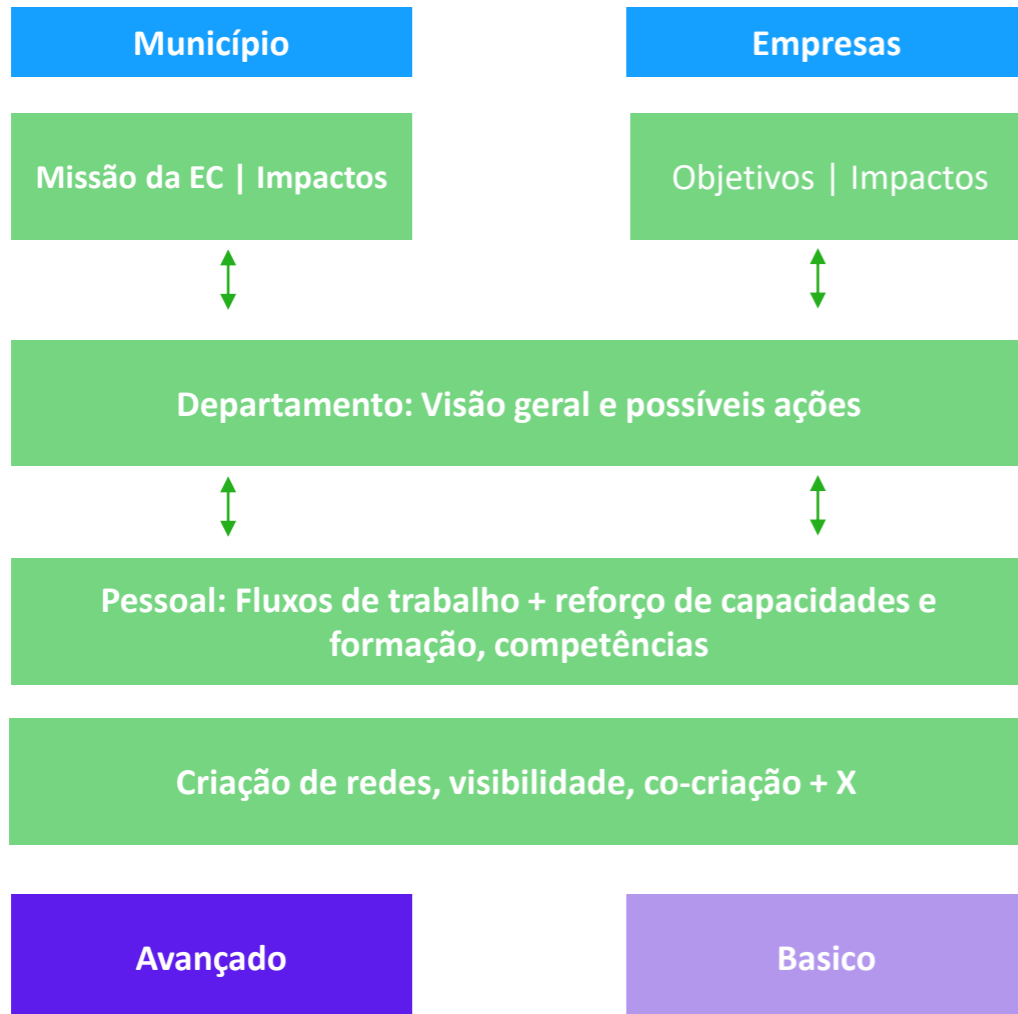 Município
Empresas
Missão da EC | Impactos
Objetivos | Impactos
Departamento: Visão geral e possíveis ações
Pessoal: Fluxos de trabalho + reforço de capacidades e
formação, competências
Criação de redes, visibilidade, co-criação + X
Avançado
Basico